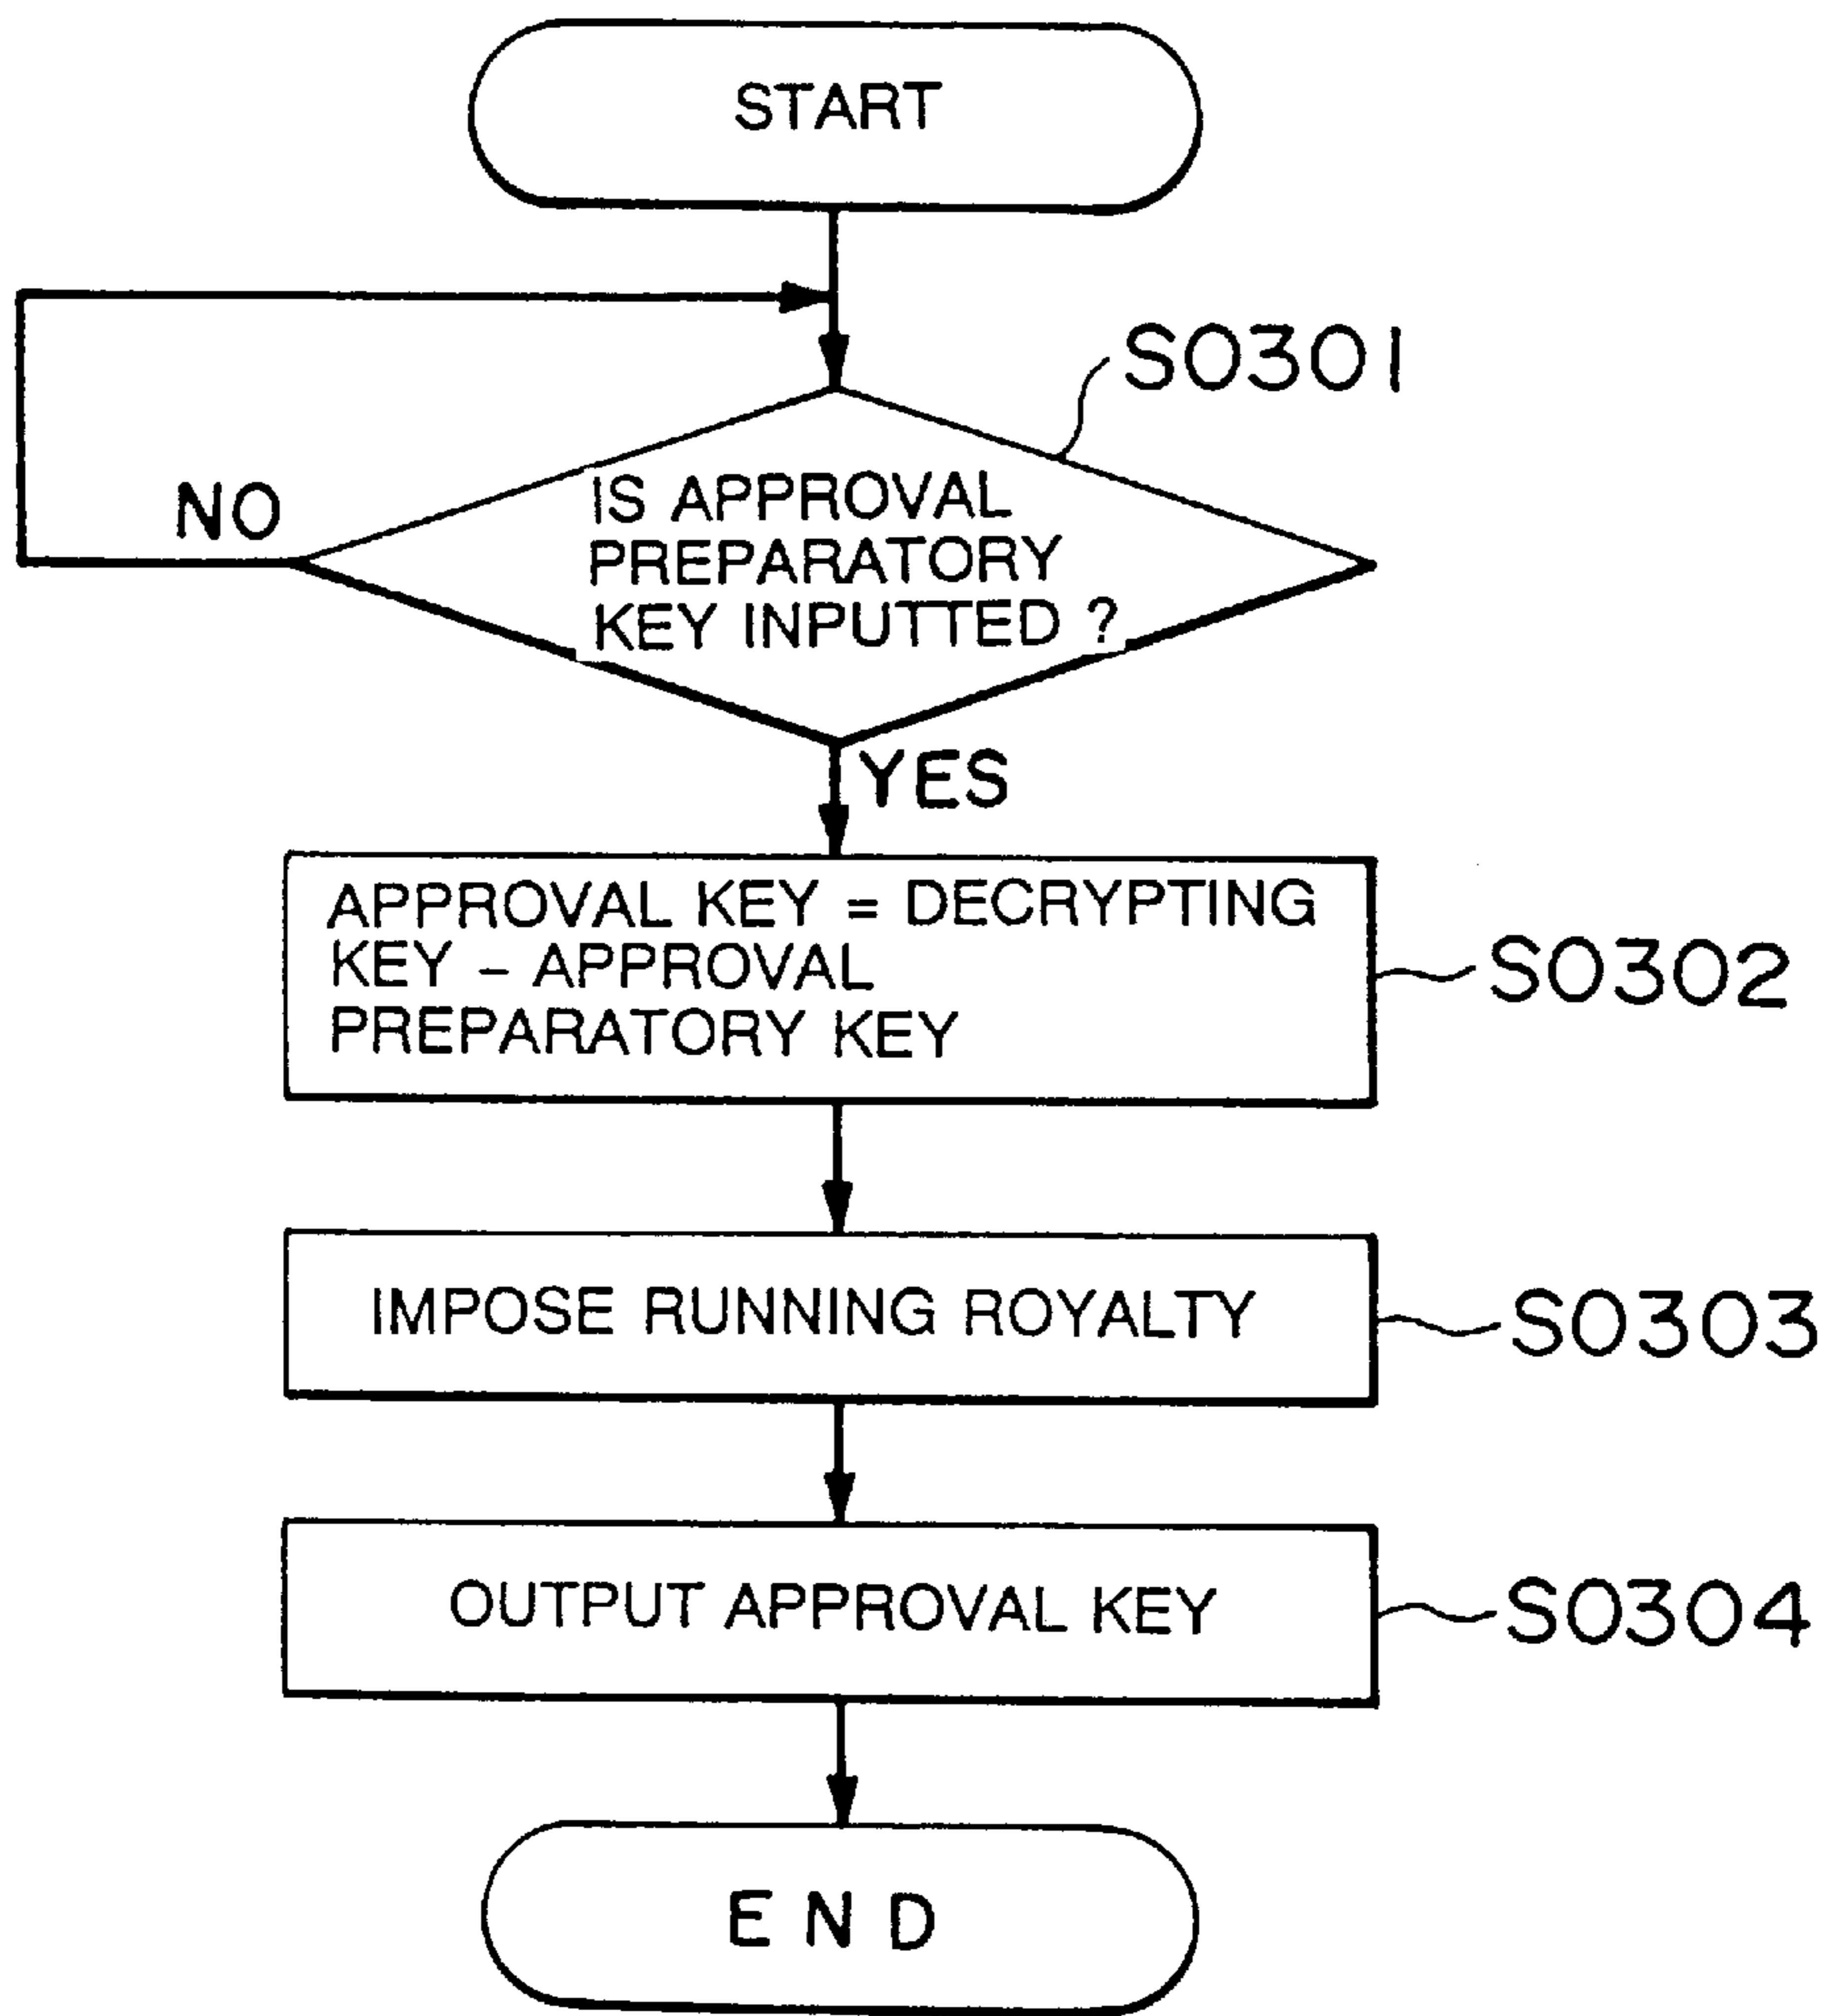 START
S0301
NO
IS APPROVAL
PREPARATORY
KEY INPUTTED ?
YES
APPROVAL KEY = DECRYPTING
KEY – APPROVAL
PREPARATORY KEY
S0302
IMPOSE RUNNING ROYALTY
S0303
OUTPUT APPROVAL KEY
S0304
END